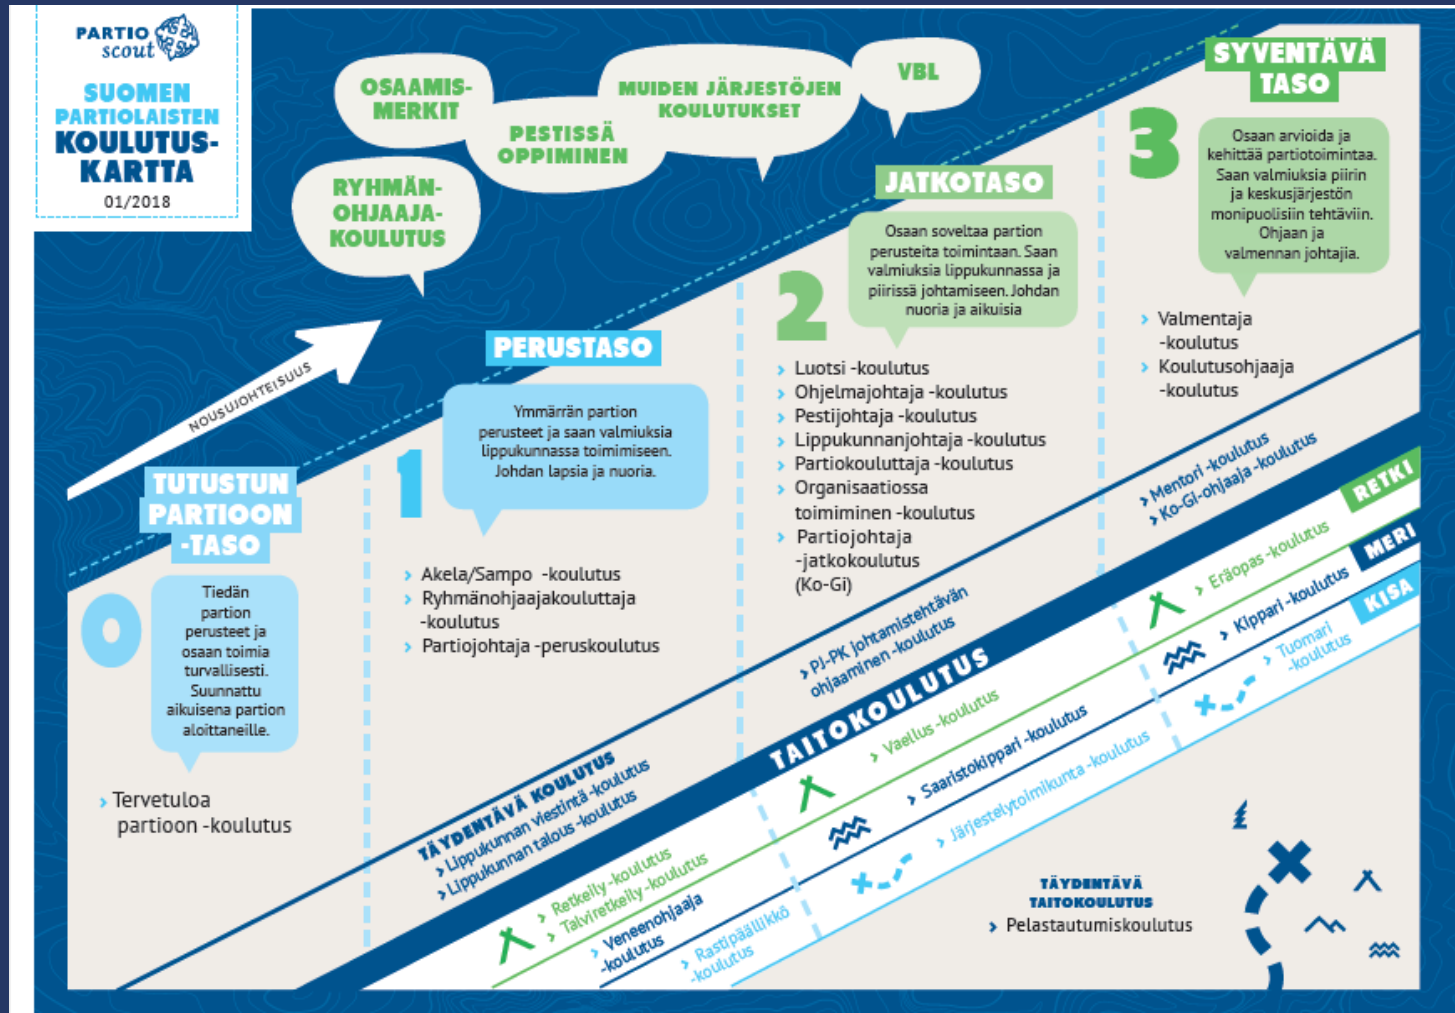 PARTIO
scout
SUOMEN
PARTIOLAISTEN
KOULUTUS-
KARTTA
01/2018
OSAAMIS-
MERKIT
PESTISSÄ
OPPIMINEN
MUIDEN JÄRJESTÖJEN
KOULUTUKSET
VBL
RYHMÄN-
OHJAAJA-
KOULUTUS
NOUSUJOHTEISUUS
TUTUSTUN
PARTIOON
-TASO
0
Tiedän
partion
perusteet ja
osaan toimia
turvallisesti.
Suunnattu
aikuisena partion
aloittaneille.
› Tervetuloa
partioon -koulutus
PERUSTASO
1
Ymmärrän partion
perusteet ja saan valmiuksia
lippukunnassa toimimiseen.
Johdan lapsia ja nuoria.
› Akela/Sampo -koulutus
› Ryhmänohjaajakouluttaja
-koulutus
› Partiojohtaja -peruskoulutus
JATKOTASO
2
Osaan soveltaa partion
perusteita toimintaan. Saan
valmiuksia lippukunnassa ja
piirissä johtamiseen. Johdan
nuoria ja aikuisia
› Luotsi -koulutus
› Ohjelmajohtaja -koulutus
› Pestijohtaja -koulutus
› Lippukunnanjohtaja -koulutus
› Partiokouluttaja -koulutus
› Organisaatiossa
toimiminen -koulutus
› Partiojohtaja
-jatkokoulutus
(Ko-Gi)
SYVENTÄVÄ
TASO
3
Osaan arvioida ja
kehittää partiotoimintaa.
Saan valmiuksia piirin
ja keskusjärjestön
monipuolisiin tehtäviin.
Ohjaan ja
valmennan johtajia.
› Valmentaja
-koulutus
› Koulutusohjaaja
-koulutus
TÄYDENTÄVÄ KOULUTUS
› Lippukunnan viestintä -koulutus
› Lippukunnan talous -koulutus
› PJ-PK johtamistehtävän
ohjaaminen -koulutus
› Mentori -koulutus
› Ko-Gi-ohjaaja -koulutus
TAITOKOULUTUS
› Retkeily -koulutus
› Talviretkeily -koulutus
› Vaellus -koulutus
› Eräopas -koulutus
RETKI
› Veneenohjaaja
-koulutus
› Saaristokippari -koulutus
› Kippari -koulutus
MERI
› Rastipäällikkö
-koulutus
› Järjestelytoimikunta -koulutus
› Tuomari
-koulutus
KISA
TÄYDENTÄVÄ
TAITOKOULUTUS
› Pelastautumiskoulutus